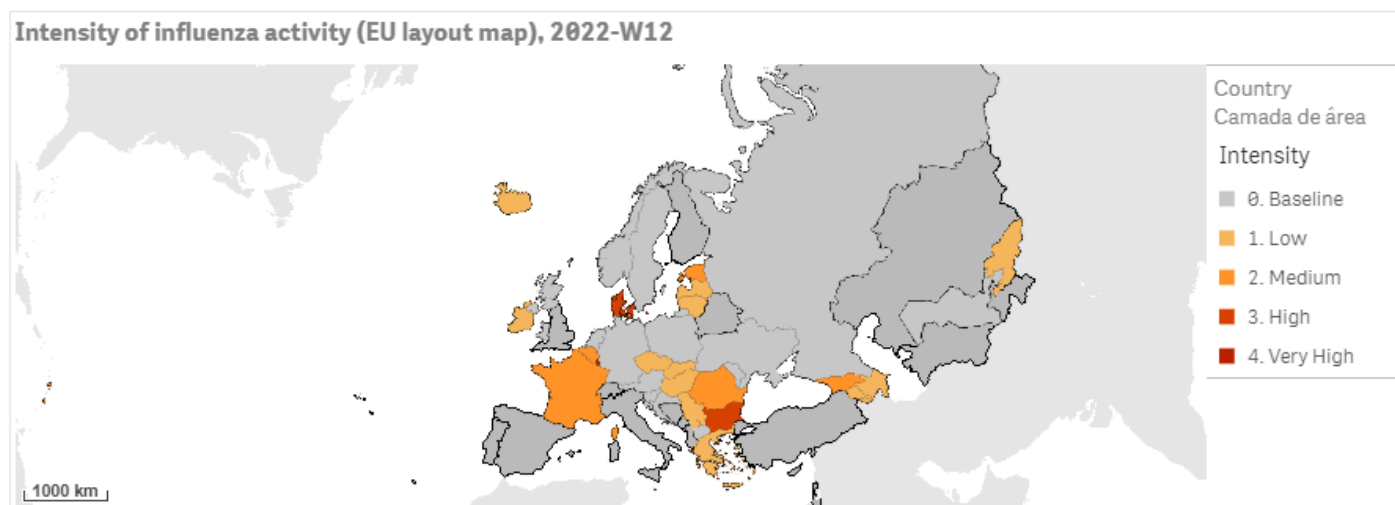 Intensity of influenza activity (EU layout map), 2022-W12
Country
Camada de área
Intensity
0. Baseline
1. Low
2. Medium
3. High
4. Very High
1000 km